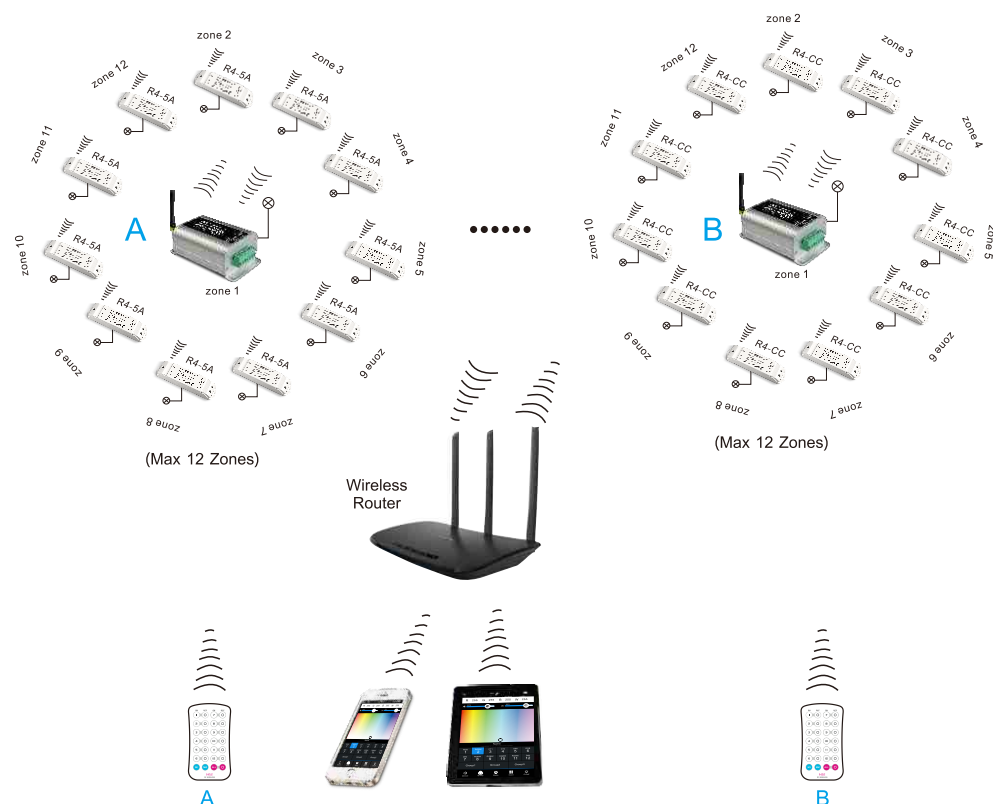 zone 2
zone 12
R4-5A
zone 3
R4-5A
R4-5A
zone 11
R4-5A
zone 4
R4-5A
A
zone 10
R4-5A
R4-5A
zone 5
zone 1
R4-5A
R4-5A
zone 9
R4-5A
R4-5A
zone 6
zone 8
zone 7
(Max 12 Zones)
zone 2
zone 12
R4-CC
zone 3
R4-CC
R4-CC
zone 11
R4-CC
zone 4
R4-CC
B
zone 10
R4-CC
R4-CC
zone 5
zone 1
R4-CC
R4-CC
zone 9
R4-CC
R4-CC
zone 6
zone 8
zone 7
(Max 12 Zones)
Wireless
Router
A
B